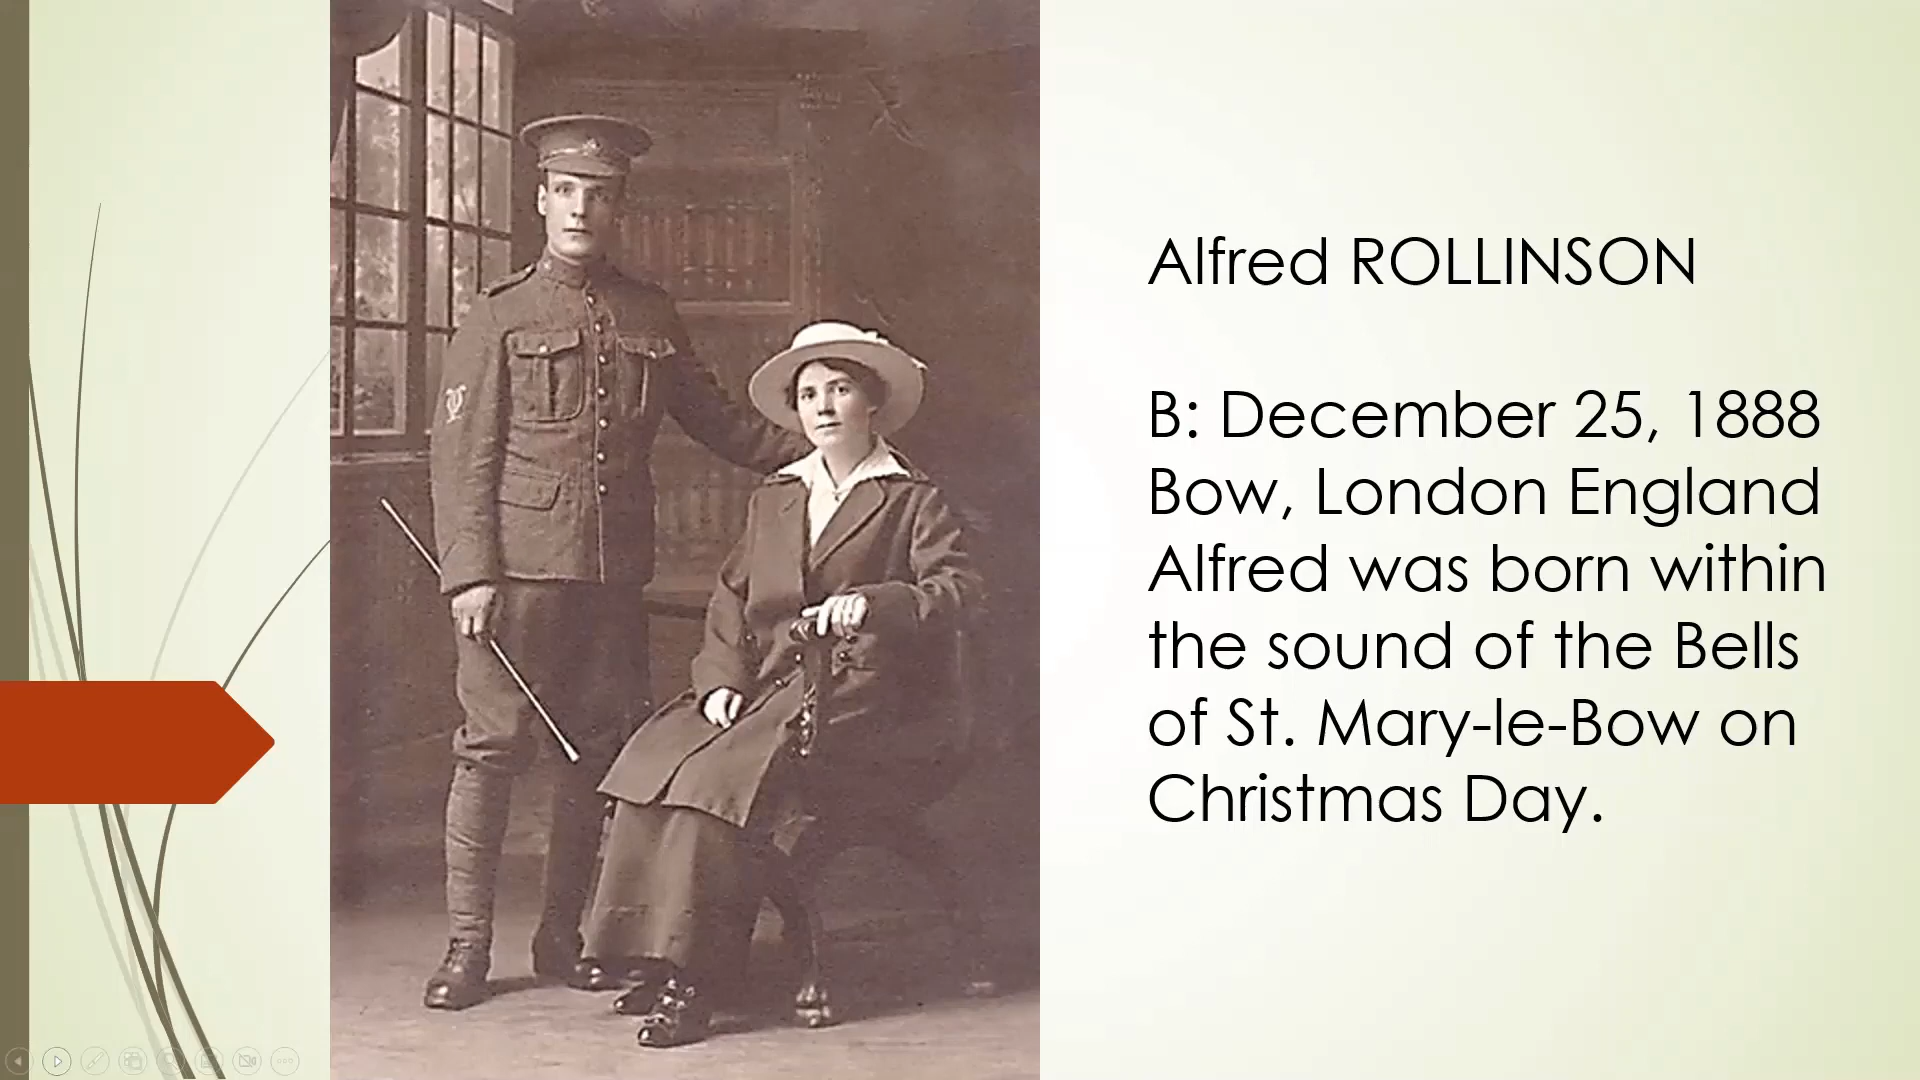 Alfred ROLLINSON
B: December 25, 1888
Bow, London England
Alfred was born within
the sound of the Bells
of St. Mary-le-Bow on
Christmas Day.